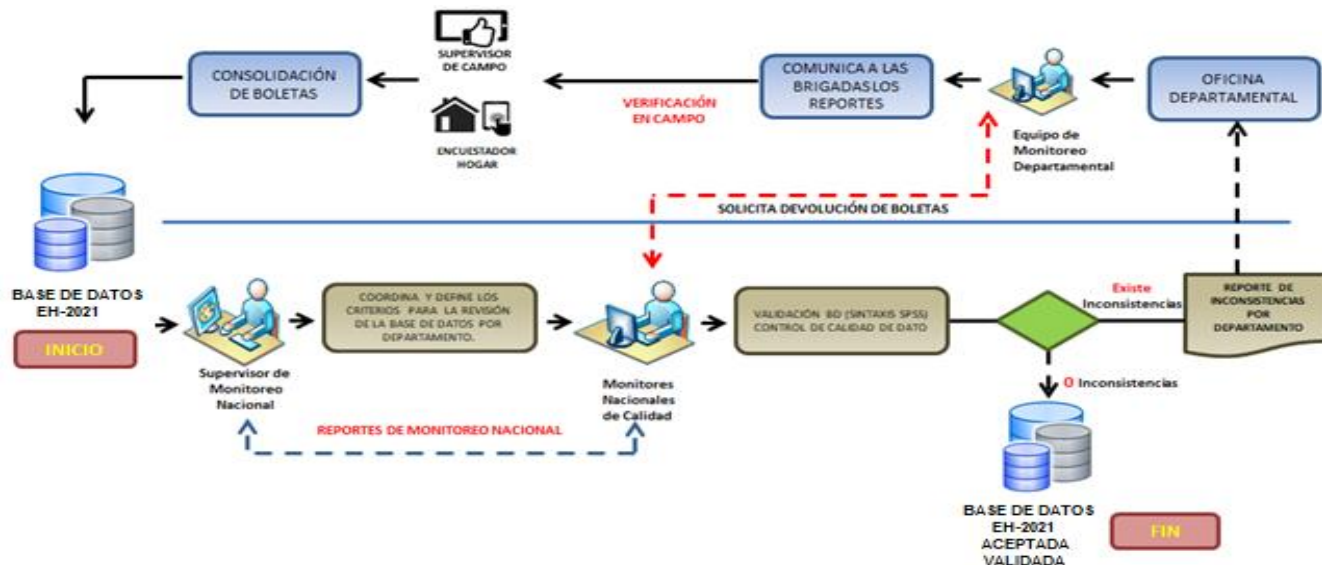 SUPERVISOR
DE CAMPO
ENCUESTADOR
HOGAR
CONSOLIDACIÓN
DE BOLETAS
VERIFICACIÓN
EN CAMPO
COMUNICA A LAS
BRIGADAS LOS
REPORTES
Equipo de
Monitoreo
Departamental
OFICINA
DEPARTAMENTAL
SOLICITA DEVOLUCIÓN DE BOLETAS
BASE DE DATOS
EH-2021
INICIO
Supervisor de
Monitoreo
Nacional
COORDINA Y DEFINE LOS
CRITERIOS PARA LA REVISIÓN
DE LA BASE DE DATOS POR
DEPARTAMENTO.
Monitores
Nacionales
de Calidad
REPORTES DE MONITOREO NACIONAL
VALIDACIÓN BD (SINTAXIS SPSS)
CONTROL DE CALIDAD DE DATO
Existe
Inconsistencias
REPORTE DE
INCONSISTENCIAS
POR
DEPARTAMENTO
0 Inconsistencias
BASE DE DATOS
EH-2021
ACEPTADA
VALIDADA
FIN